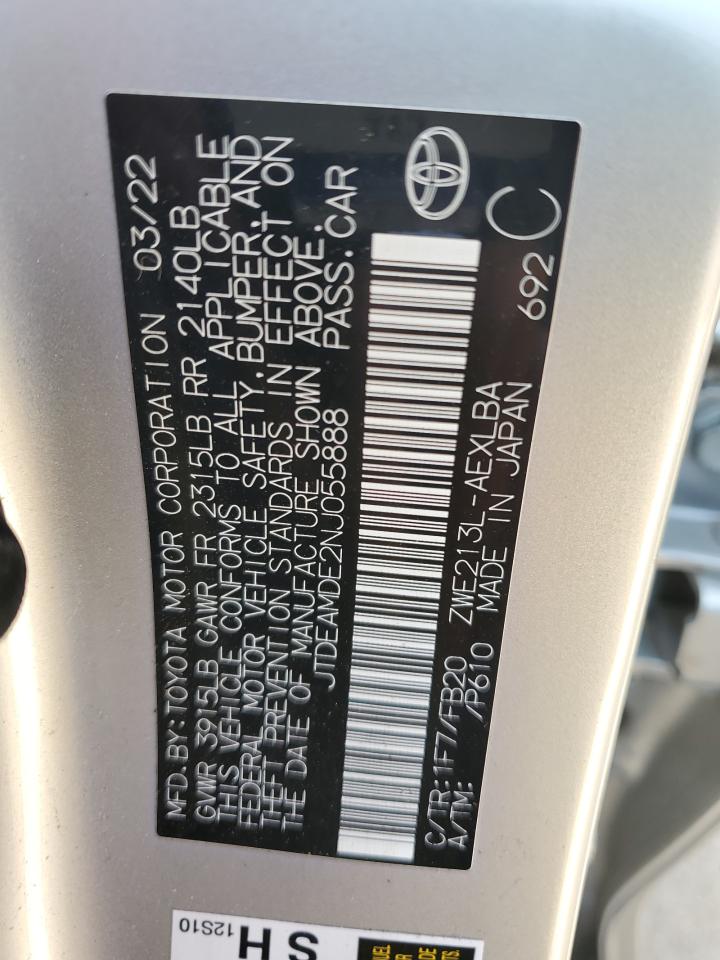 MFD.BY:TOYOTA MOTOR CORPORATION 03/22
GVWR 3915LB GAWR FR 2315LB RR 2140LB
THIS VEHICLE CONFORMS TO ALL APPLICABLE
FEDERAL MOTOR VEHICLE SAFETY,BUMPER,AND
THEFT PREVENTION STANDARDS IN EFFECT ON
THE DATE OF MANUFACTURE SHOWN ABOVE.
JTDEAMDE2NJ055888 PASS.CAR
C/TR:1F7/FB20 ZWE213L-AEXLBA 692 C
A/TM: /P610 MADE IN JAPAN
12S10
SH